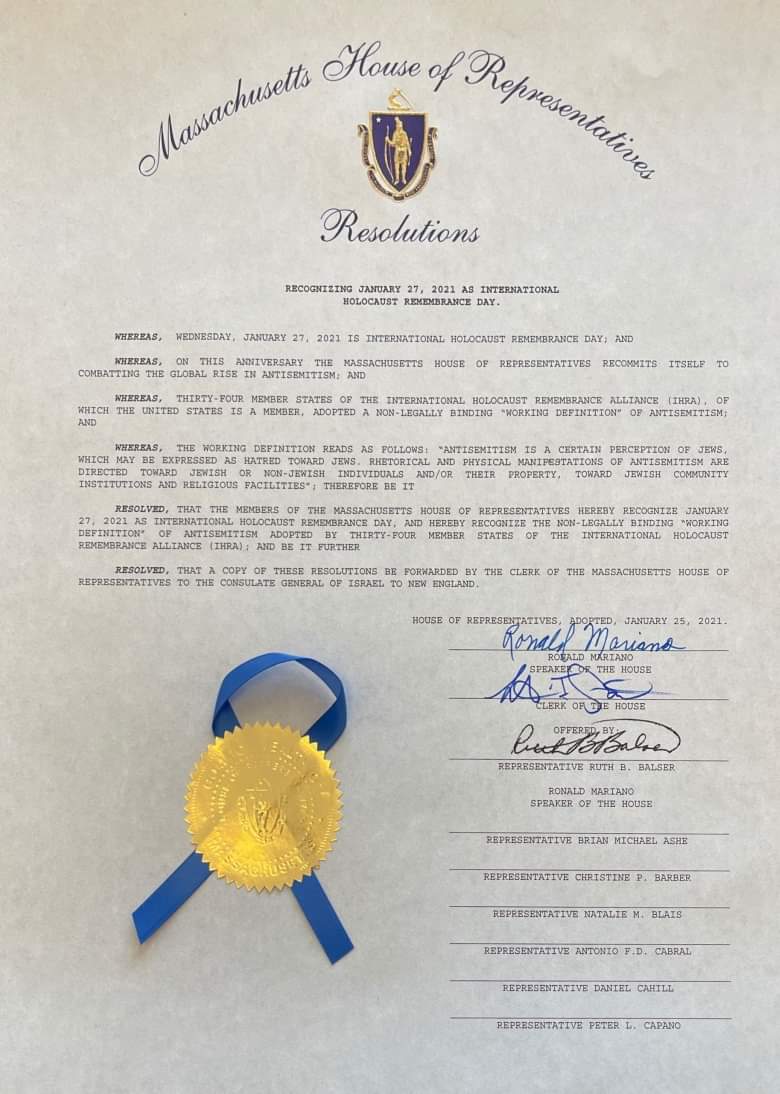 Massachusetts House of Representatives
Resolutions
RECOGNIZING JANUARY 27, 2021 AS INTERNATIONAL
HOLOCAUST REMEMBRANCE DAY.
WHEREAS, WEDNESDAY, JANUARY 27, 2021 IS INTERNATIONAL HOLOCAUST REMEMBRANCE DAY; AND
WHEREAS, ON THIS ANNIVERSARY THE MASSACHUSETTS HOUSE OF REPRESENTATIVES RECOMMITS ITSELF TO
COMBATTING THE GLOBAL RISE IN ANTISEMITISM; AND
WHEREAS, THIRTY-FOUR MEMBER STATES OF THE INTERNATIONAL HOLOCAUST REMEMBRANCE ALLIANCE (IHRA), OF
WHICH THE UNITED STATES IS A MEMBER, ADOPTED A NON-LEGALLY BINDING “WORKING DEFINITION” OF ANTISEMITISM;
AND
WHEREAS, THE WORKING DEFINITION READS AS FOLLOWS: “ANTISEMITISM IS A CERTAIN PERCEPTION OF JEWS,
WHICH MAY BE EXPRESSED AS HATRED TOWARD JEWS. RHETORICAL AND PHYSICAL MANIFESTATIONS OF ANTISEMITISM ARE
DIRECTED TOWARD JEWISH OR NON-JEWISH INDIVIDUALS AND/OR THEIR PROPERTY, TOWARD JEWISH COMMUNITY
INSTITUTIONS AND RELIGIOUS FACILITIES”; THEREFORE BE IT
RESOLVED, THAT THE MEMBERS OF THE MASSACHUSETTS HOUSE OF REPRESENTATIVES HEREBY RECOGNIZE JANUARY
27, 2021 AS INTERNATIONAL HOLOCAUST REMEMBRANCE DAY, AND HEREBY RECOGNIZE THE NON-LEGALLY BINDING “WORKING
DEFINITION” OF ANTISEMITISM ADOPTED BY THIRTY-FOUR MEMBER STATES OF THE INTERNATIONAL HOLOCAUST
REMEMBRANCE ALLIANCE (IHRA); AND BE IT FURTHER
RESOLVED, THAT A COPY OF THESE RESOLUTIONS BE FORWARDED BY THE CLERK OF THE MASSACHUSETTS HOUSE OF
REPRESENTATIVES TO THE CONSULATE GENERAL OF ISRAEL TO NEW ENGLAND.
HOUSE OF REPRESENTATIVES, ADOPTED, JANUARY 25, 2021.
Ronald Mariano
RONALD MARIANO
SPEAKER OF THE HOUSE
CLERK OF THE HOUSE
OFFERED BY:
Ruth B Balser
REPRESENTATIVE RUTH B. BALSER
RONALD MARIANO
SPEAKER OF THE HOUSE
REPRESENTATIVE BRIAN MICHAEL ASHE
REPRESENTATIVE CHRISTINE P. BARBER
REPRESENTATIVE NATALIE M. BLAIS
REPRESENTATIVE ANTONIO F.D. CABRAL
REPRESENTATIVE DANIEL CAHILL
REPRESENTATIVE PETER L. CAPANO
MASSACHUSETTS